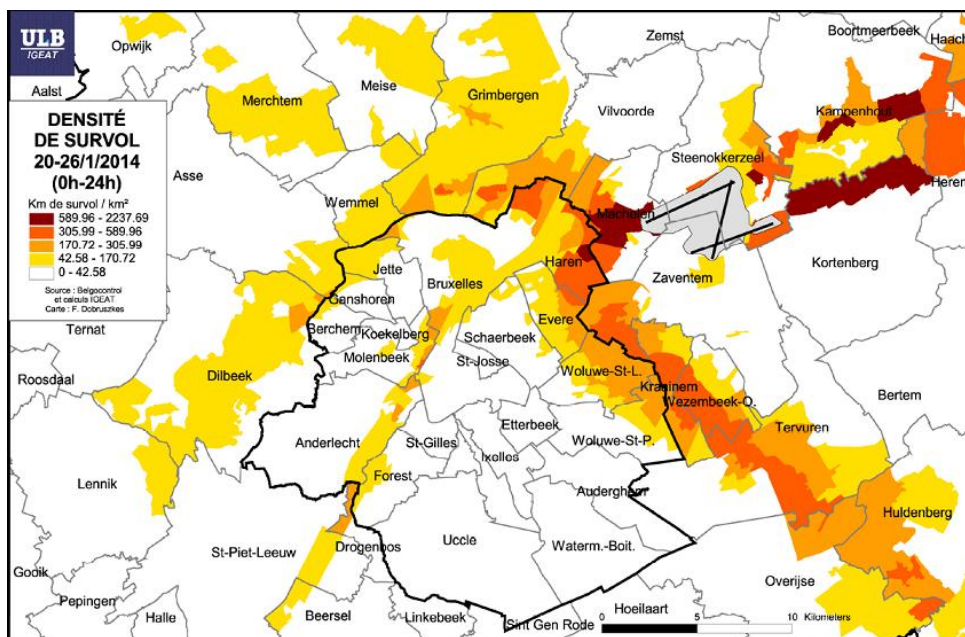 ULB
IGEAT
DENSITÉ
DE SURVOL
20-26/1/2014
(0h-24h)
Km de survol / km²
589.96 - 2237.69
305.99 - 589.96
170.72 - 305.99
42.58 - 170.72
0 - 42.58
Source : Belgocontrol
et calculs IGEAT
Carte : F. Dobruszkes
Opwijk
Aalst
Meise
Zemst
Boortmeerbeek
Haach
Merchtem
Grimbergen
Vilvoorde
Kampenhout
Asse
Steenokkerzeel
Heren
Wemmel
Machelen
Jette
Bruxelles
Haren
Zaventem
Kortenberg
Ganshoren
Ternat
Berchem
Koekelberg
Schaerbeek
Evere
Molenbeek
St-Josse
Roosdaal
Dilbeek
Woluwe-St-L.
Kraainem
Wezembeek-O.
Bertem
Etterbeek
Tervuren
Anderlecht
St-Gilles
Woluwe-St-P.
Ixelles
Lennik
Forest
Auderghem
Huldenberg
St-Piet-Leeuw
Drogenbos
Uccle
Waterm.-Boit.
Gooik
Overijse
Pepingen
Halle
Beersel
Linkebeek
Hoeilaart
Sint Gen Rode
0 5 10 Kilometers